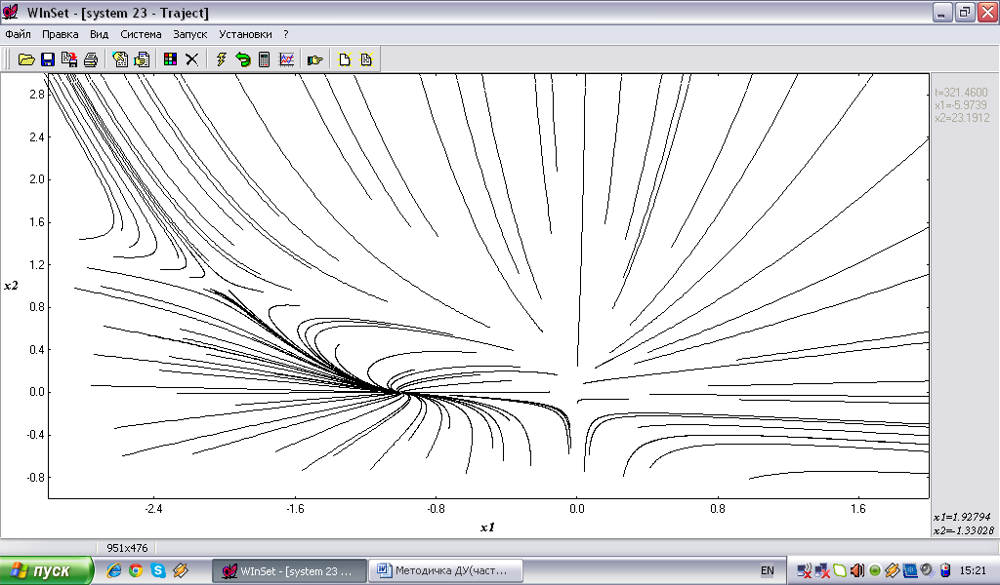 WInSet - [system 23 - Traject]
Файл Правка Вид Система Запуск Установки ?
t=321.4600
x1=-5.9739
x2=23.1912
2.8
2.4
2.0
1.6
1.2
x2
0.8
0.4
0.0
-0.4
-0.8
-2.4 -1.6 -0.8 0.0 0.8 1.6
x1
x1=1.92794
x2=-1.33028
951x476
пуск
WInSet - [system 23 ...
Методичка ДУ(част...
EN
15:21